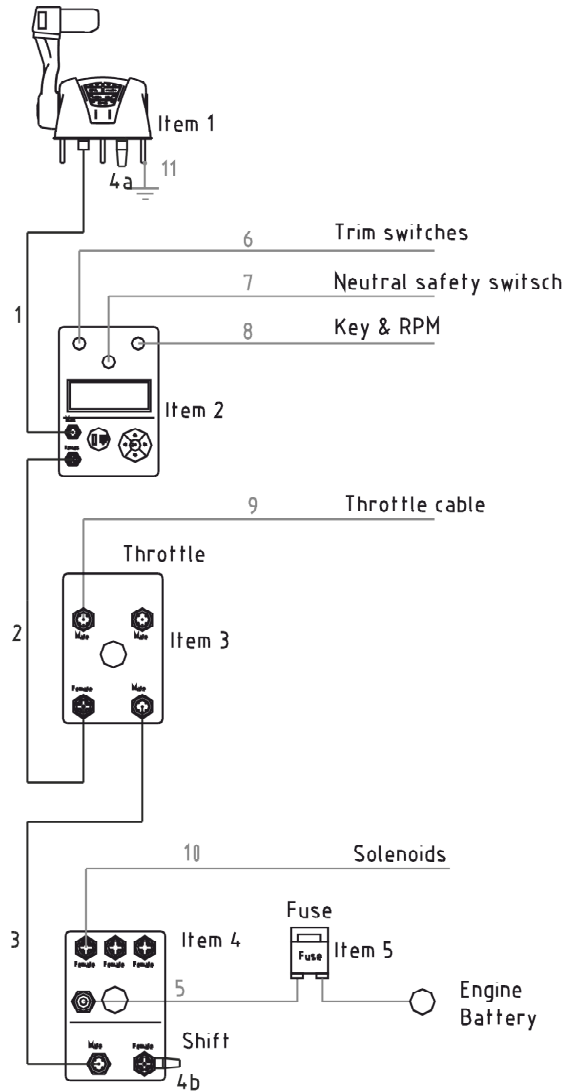 Item 1
11
4a
6
Trim switches
7
Neutral safety switsch
8
Key & RPM
1
Item 2
Male
Female
9
Throttle cable
Throttle
2
Male
Male
Item 3
Female
Male
10
Solenoids
3
Item 4
Female
Female
Female
Fuse
Item 5
Fuse
5
Engine
Battery
Shift
Male
Female
4b